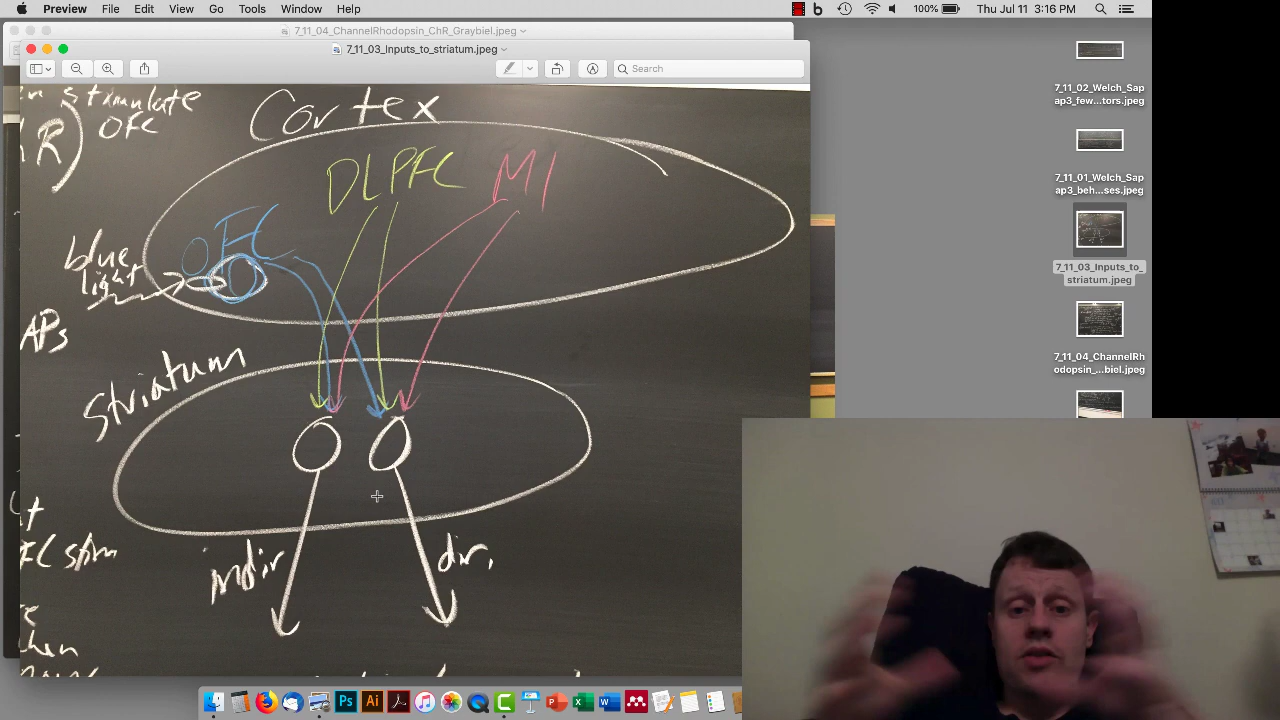 Preview File Edit View Go Tools Window Help
100% Thu Jul 11 3:16 PM
7_11_04_ChannelRhodopsin_ChR_Graybiel.jpeg
7_11_03_Inputs_to_striatum.jpeg
Search
stimulate
OFC
R)
Cortex
DLPFC
M1
OFC
blue
light
APs
striatum
indir
dir.
FC stim
7_11_02_Welch_Sap
ap3_few...tors.jpeg
7_11_01_Welch_Sap
ap3_beh...ses.jpeg
7_11_03_Inputs_to_
striatum.jpeg
7_11_04_ChannelRh
odopsin_...biel.jpeg
Ps
Ai